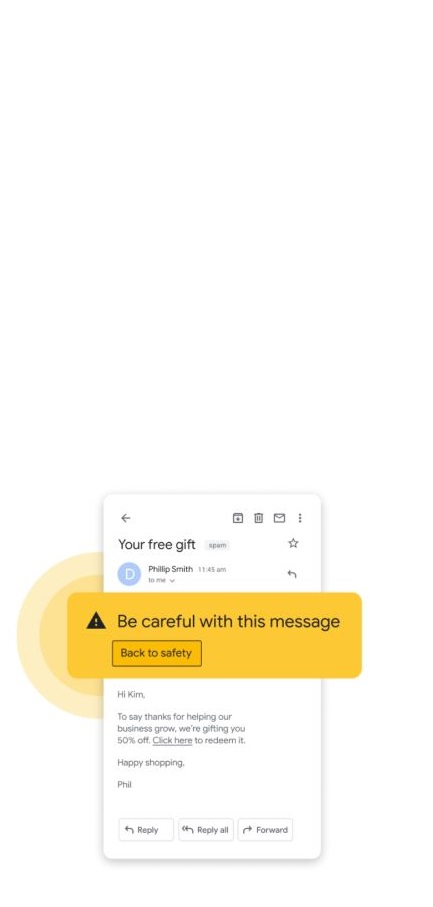 Your free gift spam
D
Phillip Smith 11:45 am
to me
Be careful with this message
Back to safety
Hi Kim,
To say thanks for helping our
business grow, we're gifting you
50% off. Click here to redeem it.
Happy shopping,
Phil
Reply Reply all Forward